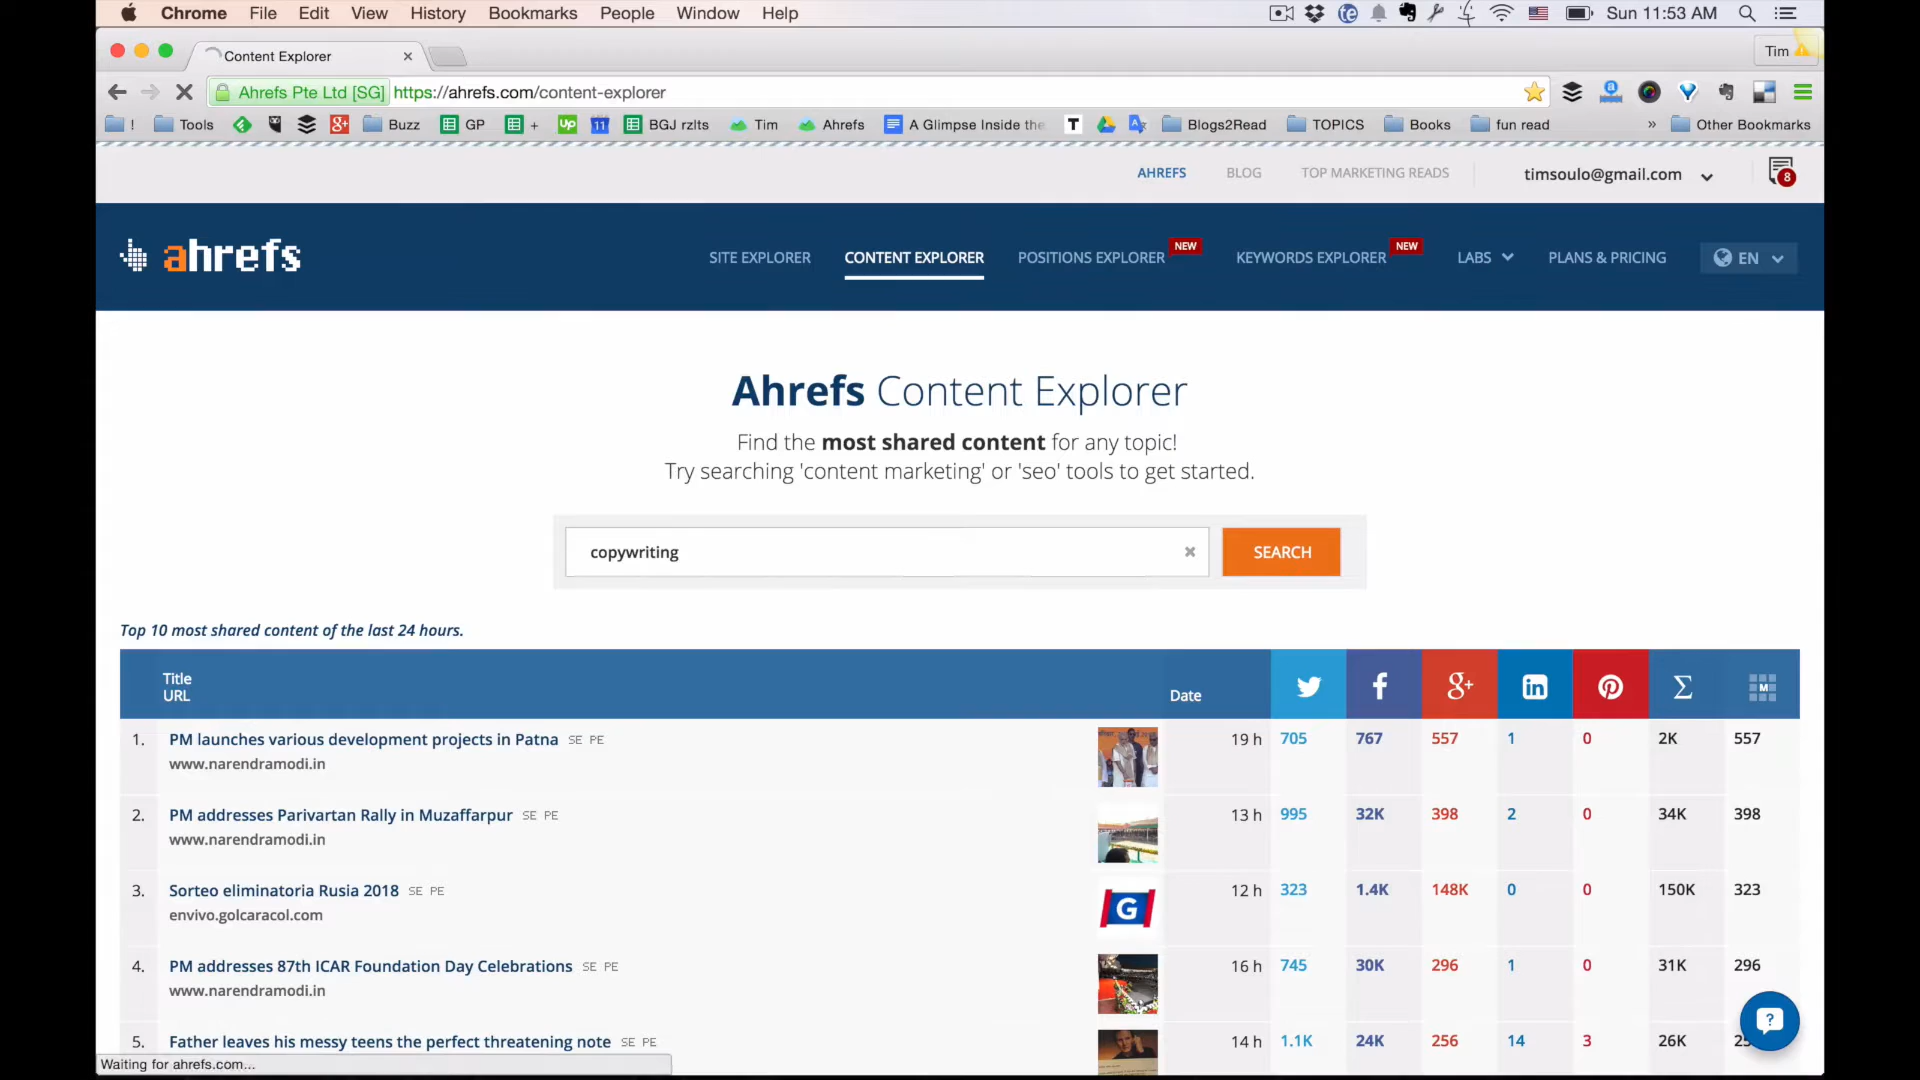 Chrome File Edit View History Bookmarks People Window Help Sun 11:53 AM
Content Explorer
Tim
Ahrefs Pte Ltd [SG] https://ahrefs.com/content-explorer
! Tools Buzz GP + up 11 BGJ rzlts Tim Ahrefs A Glimpse Inside the T Blogs2Read TOPICS Books fun read » Other Bookmarks
AHREFS BLOG TOP MARKETING READS timsoulo@gmail.com 8
ahrefs SITE EXPLORER CONTENT EXPLORER POSITIONS EXPLORER NEW KEYWORDS EXPLORER NEW LABS PLANS & PRICING EN
Ahrefs Content Explorer
Find the most shared content for any topic!
Try searching 'content marketing' or 'seo' tools to get started.
copywriting SEARCH
Top 10 most shared content of the last 24 hours.
Title
URL
Date g+ in Σ M
1. PM launches various development projects in Patna SE PE 19 h 705 767 557 1 0 2K 557
www.narendramodi.in
2. PM addresses Parivartan Rally in Muzaffarpur SE PE 13 h 995 32K 398 2 0 34K 398
www.narendramodi.in
3. Sorteo eliminatoria Rusia 2018 SE PE G 12 h 323 1.4K 148K 0 0 150K 323
envivo.golcaracol.com
4. PM addresses 87th ICAR Foundation Day Celebrations SE PE 16 h 745 30K 296 1 0 31K 296
www.narendramodi.in
5. Father leaves his messy teens the perfect threatening note SE PE 14 h 1.1K 24K 256 14 3 26K
Waiting for ahrefs.com...